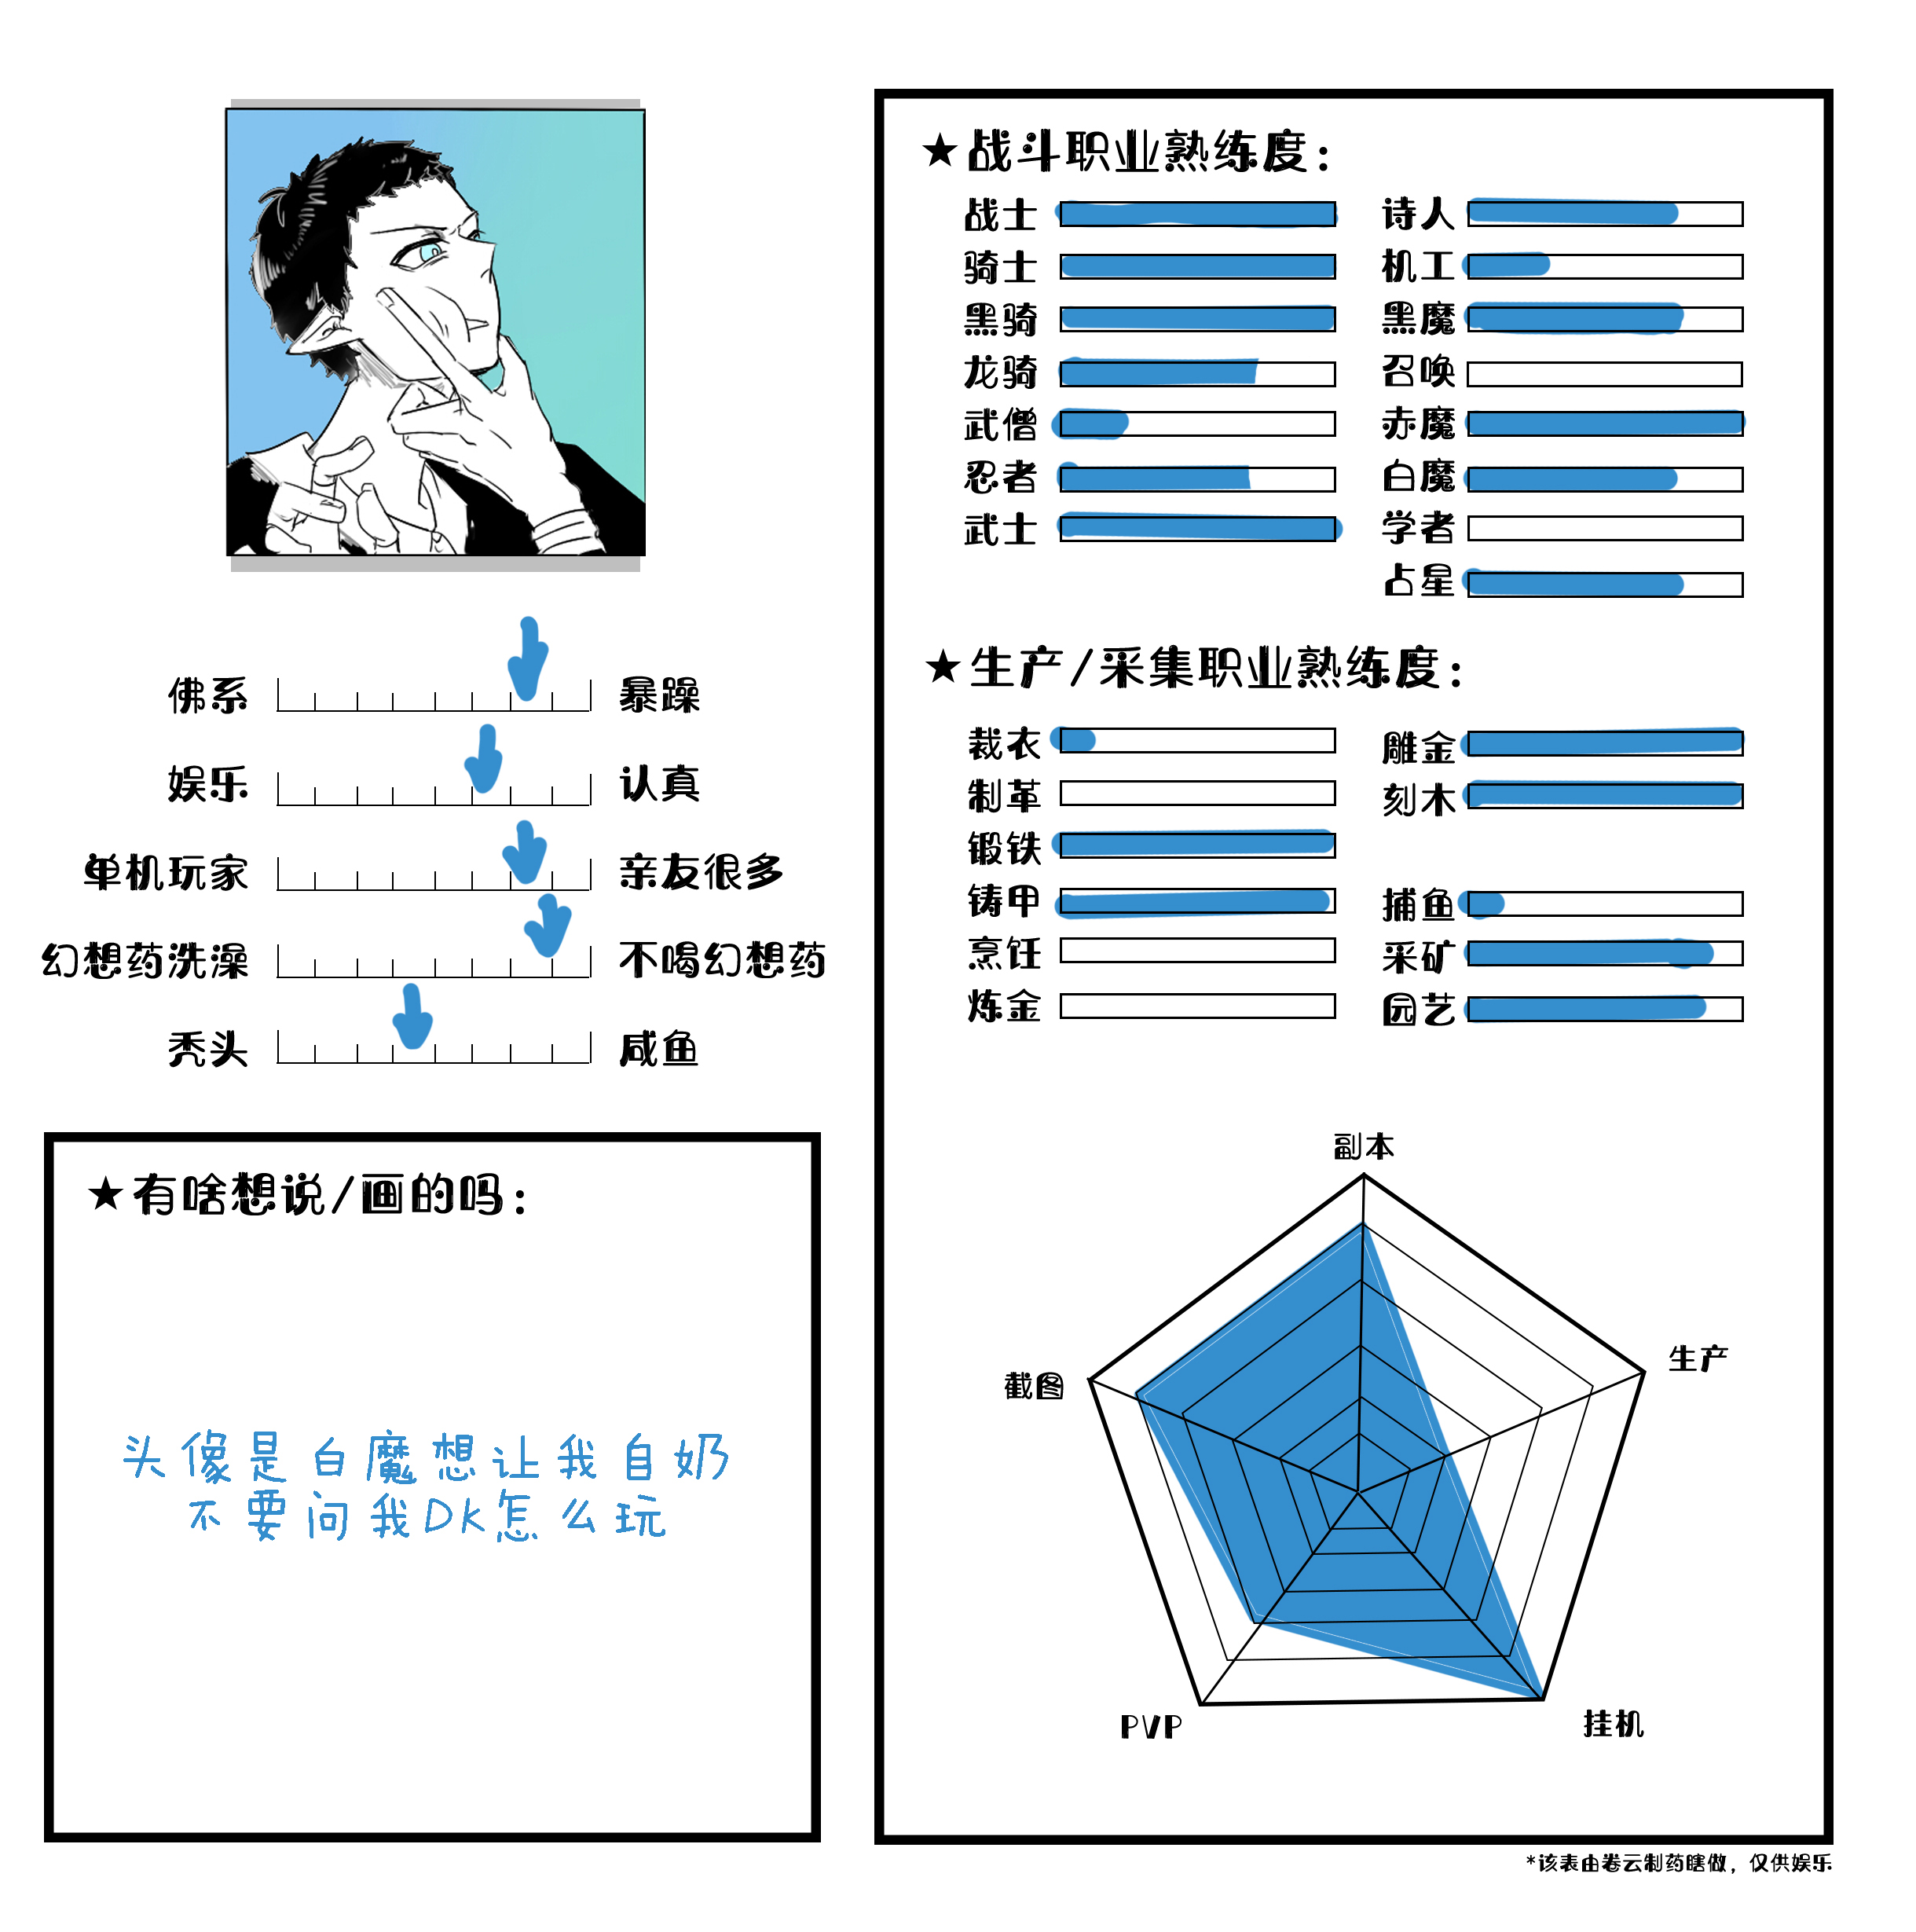 佛系 暴躁
娱乐 认真
单机玩家 亲友很多
幻想药洗澡 不喝幻想药
秃头 咸鱼
★有啥想说/画的吗:
头像是白魔想让我自奶
不要问我DK怎么玩
★战斗职业熟练度:
战士 诗人
骑士 机工
黑骑 黑魔
龙骑 召唤
武僧 赤魔
忍者 白魔
武士 学者
占星
★生产/采集职业熟练度:
裁衣 雕金
制革 刻木
锻铁
铸甲 捕鱼
烹饪 采矿
炼金 园艺
副本
生产
截图
PVP
挂机
*该表由卷云制药瞎做，仅供娱乐